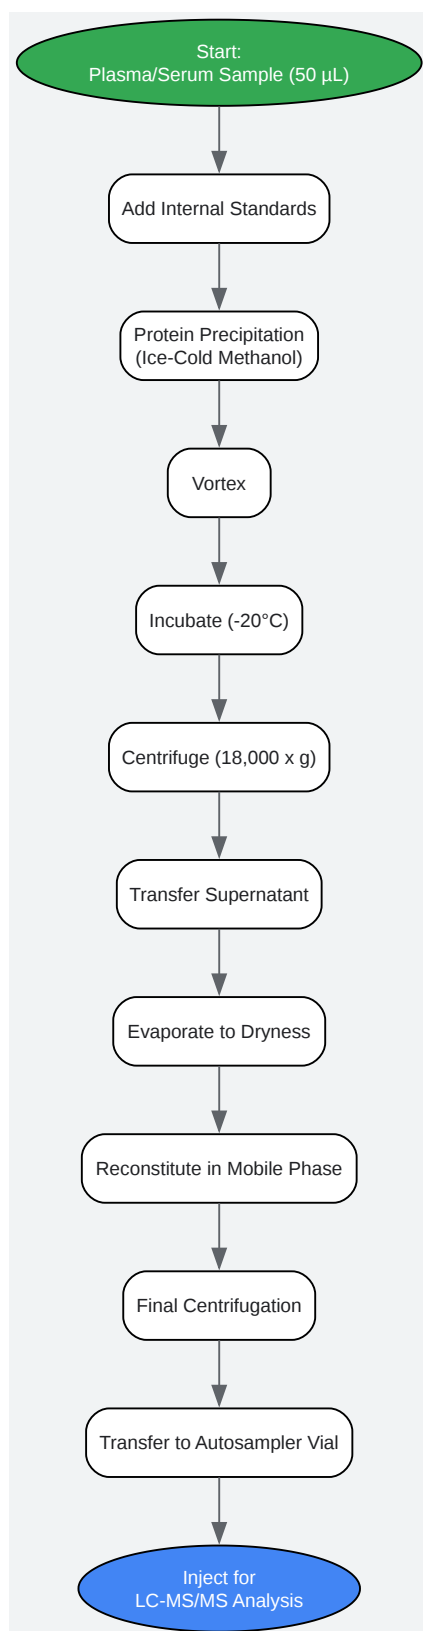 Start:
Plasma/Serum Sample (50 µL)
Add Internal Standards
Protein Precipitation
(Ice-Cold Methanol)
Vortex
Incubate (-20°C)
Centrifuge (18,000 x g)
Transfer Supernatant
Evaporate to Dryness
Reconstitute in Mobile Phase
Final Centrifugation
Transfer to Autosampler Vial
Inject for
LC-MS/MS Analysis